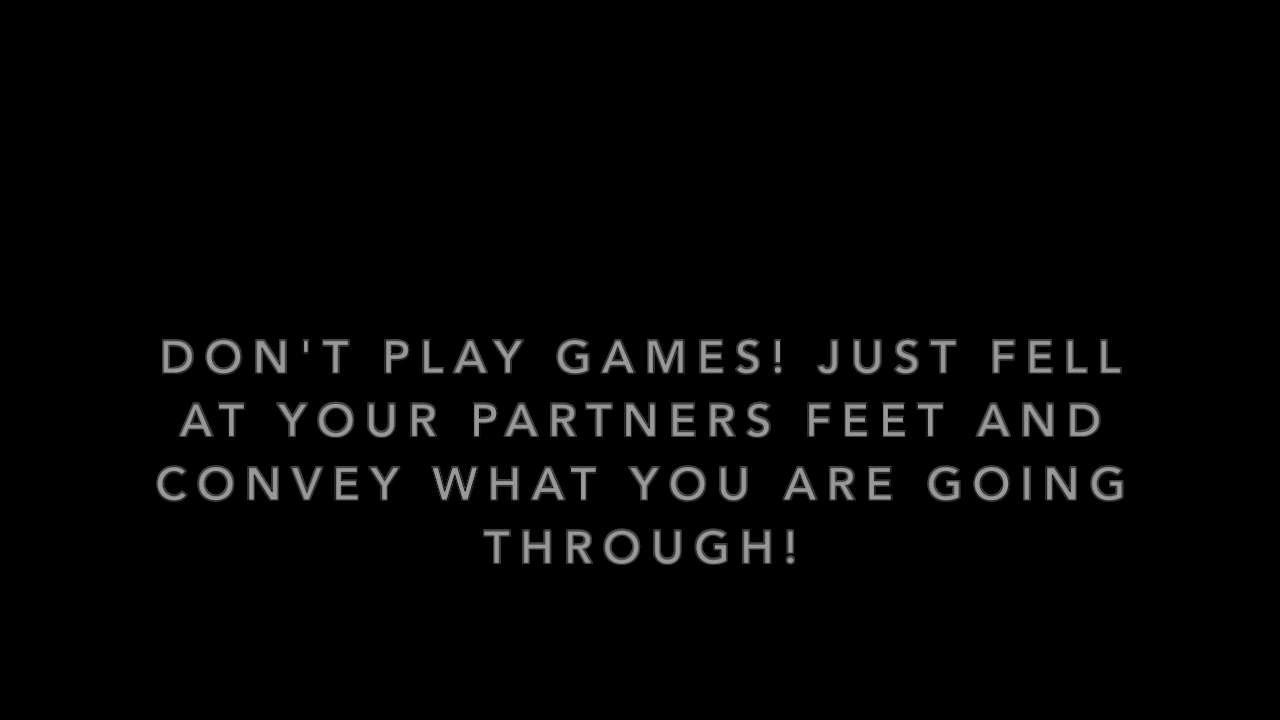 DON'T PLAY GAMES! JUST FELL
AT YOUR PARTNERS FEET AND
CONVEY WHAT YOU ARE GOING
THROUGH!